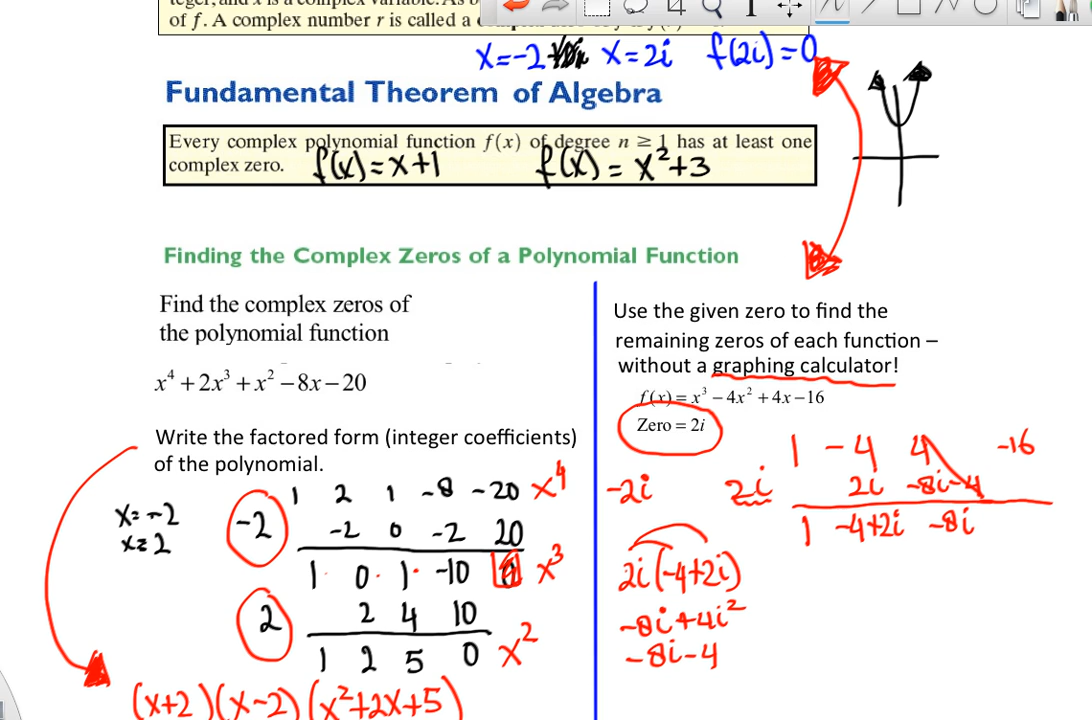 of f. A complex number r is called a
x=-2 x=2i f(2i)=0
Fundamental Theorem of Algebra
Every complex polynomial function f(x) of degree n ≥ 1 has at least one
complex zero. f(x)=x+1 f(x)=x²+3
Finding the Complex Zeros of a Polynomial Function
Find the complex zeros of
the polynomial function
x⁴ + 2x³ + x² − 8x − 20
Write the factored form (integer coefficients)
of the polynomial.
x=-2
x=2
-2
1 2 1 -8 -20 x⁴
-2 0 -2 20
1 0 1 -10 0 x³
2
2 4 10
1 2 5 0 x²
(x+2)(x-2)(x²+2x+5)
Use the given zero to find the
remaining zeros of each function –
without a graphing calculator!
f(x) = x³ − 4x² + 4x − 16
Zero = 2i
-2i 2i
1 -4 4 -16
2i -8i-4
1 -4+2i -8i
2i(-4+2i)
-8i+4i²
-8i-4